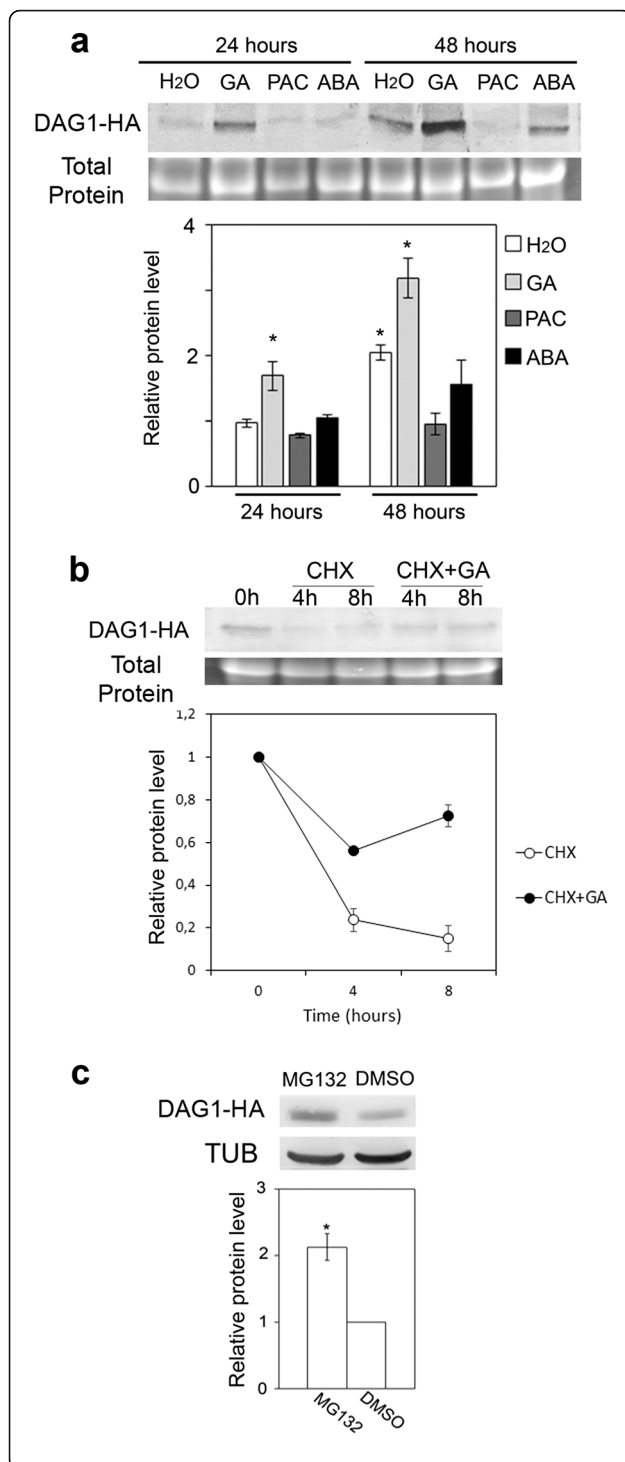 a
24 hours 48 hours
H2O GA PAC ABA H2O GA PAC ABA
DAG1-HA
Total
Protein
Relative protein level
4
2
1
0
*
*
*
H2O
GA
PAC
ABA
24 hours 48 hours
b
CHX CHX+GA
0h 4h 8h 4h 8h
DAG1-HA
Total
Protein
Relative protein level
1,2
1
0,8
0,6
0,4
0,2
0
CHX
CHX+GA
0 4 8
Time (hours)
c
MG132 DMSO
DAG1-HA
TUB
Relative protein level
3
2
1
0
*
MG132 DMSO